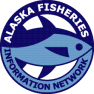 ALASKA FISHERIES
INFORMATION NETWORK